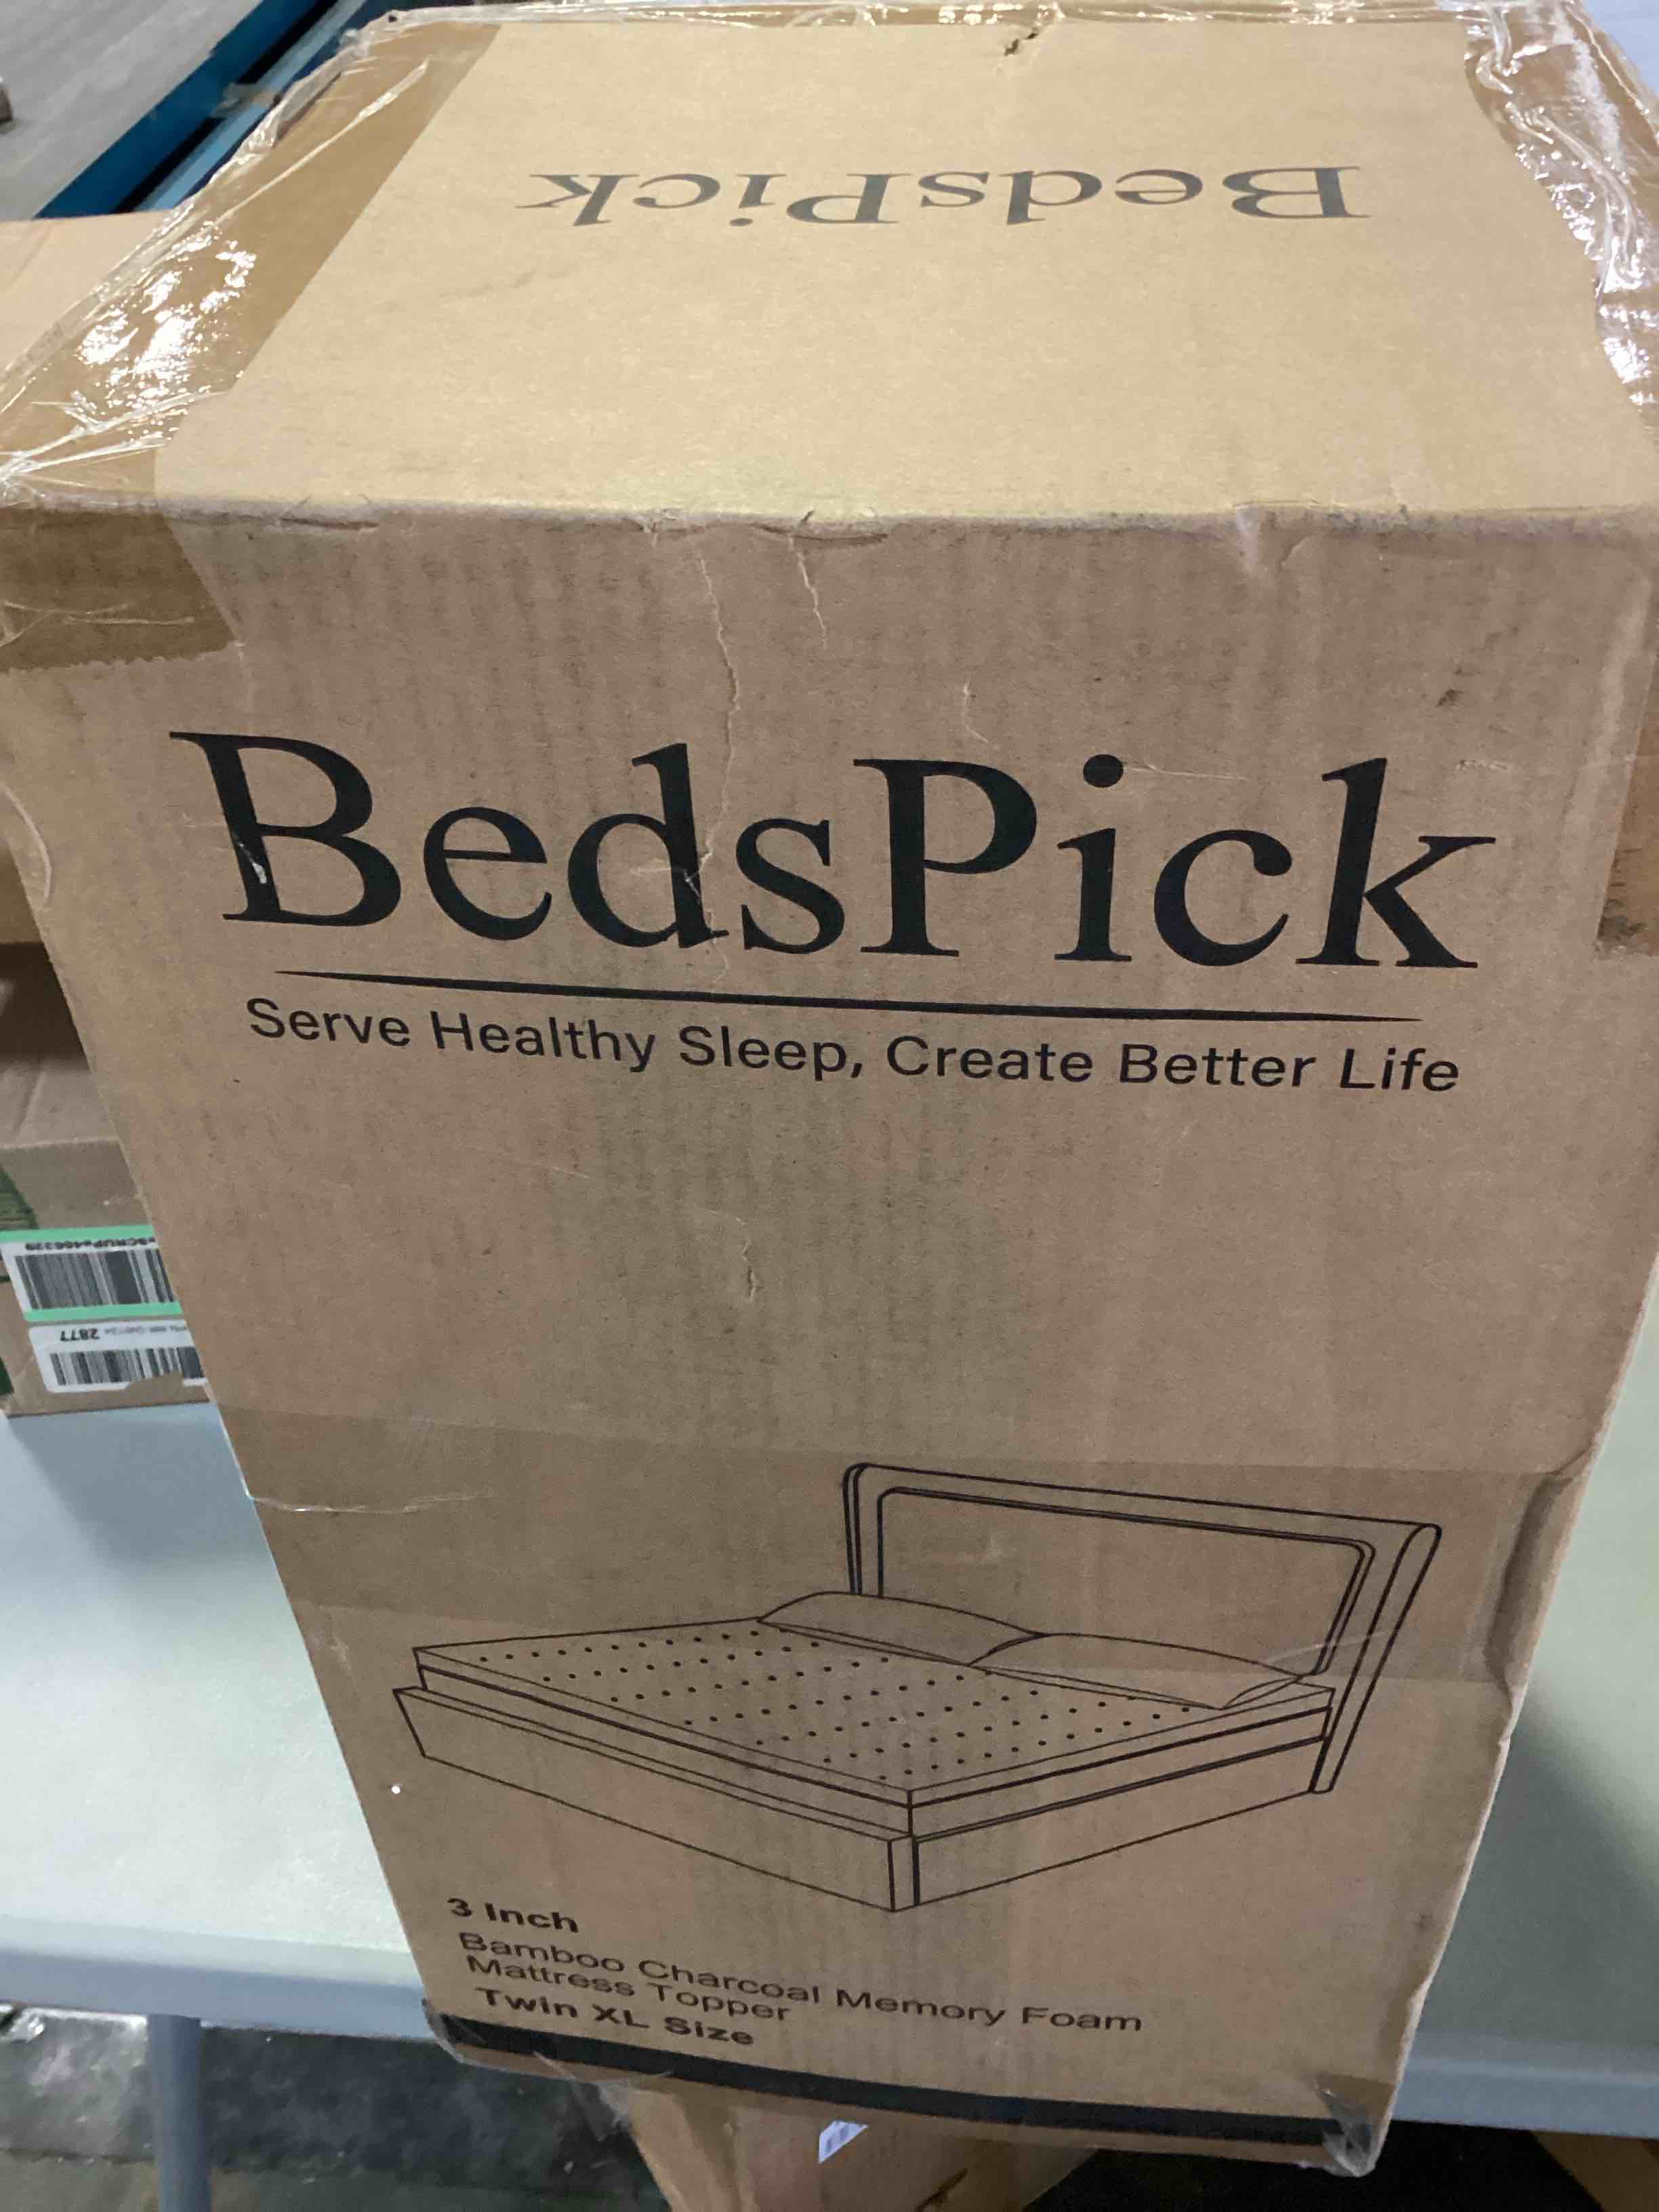 BedsPick
BedsPick
Serve Healthy Sleep, Create Better Life
2877
3 Inch
Bamboo Charcoal Memory Foam
Mattress Topper
Twin XL Size